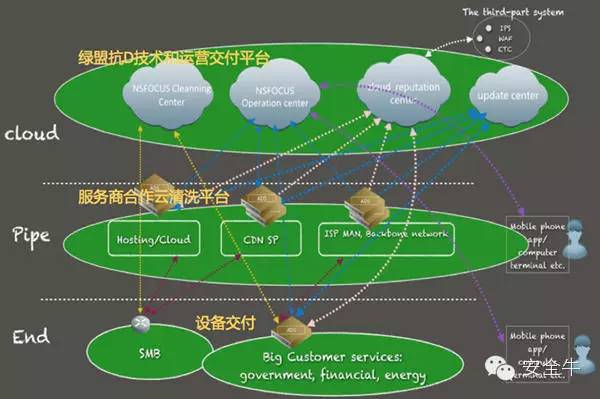 The third-part system
IPS
WAF
ETC
绿盟抗D技术和运营交付平台
NSFOCUS Cleanning
Center
NSFOCUS
Operation center
cloud reputation
center
update center
cloud
服务商合作云清洗平台
ADS
ADS
ADS
Pipe
Hosting/Cloud
CDN SP
ISP MAN, Backbone network
Mobile phone
app/
computer
terminal etc.
End
设备交付
ADS
SMB
Big Customer services:
government, financial, energy
Mobile phone
app/
terminal etc.
安全牛